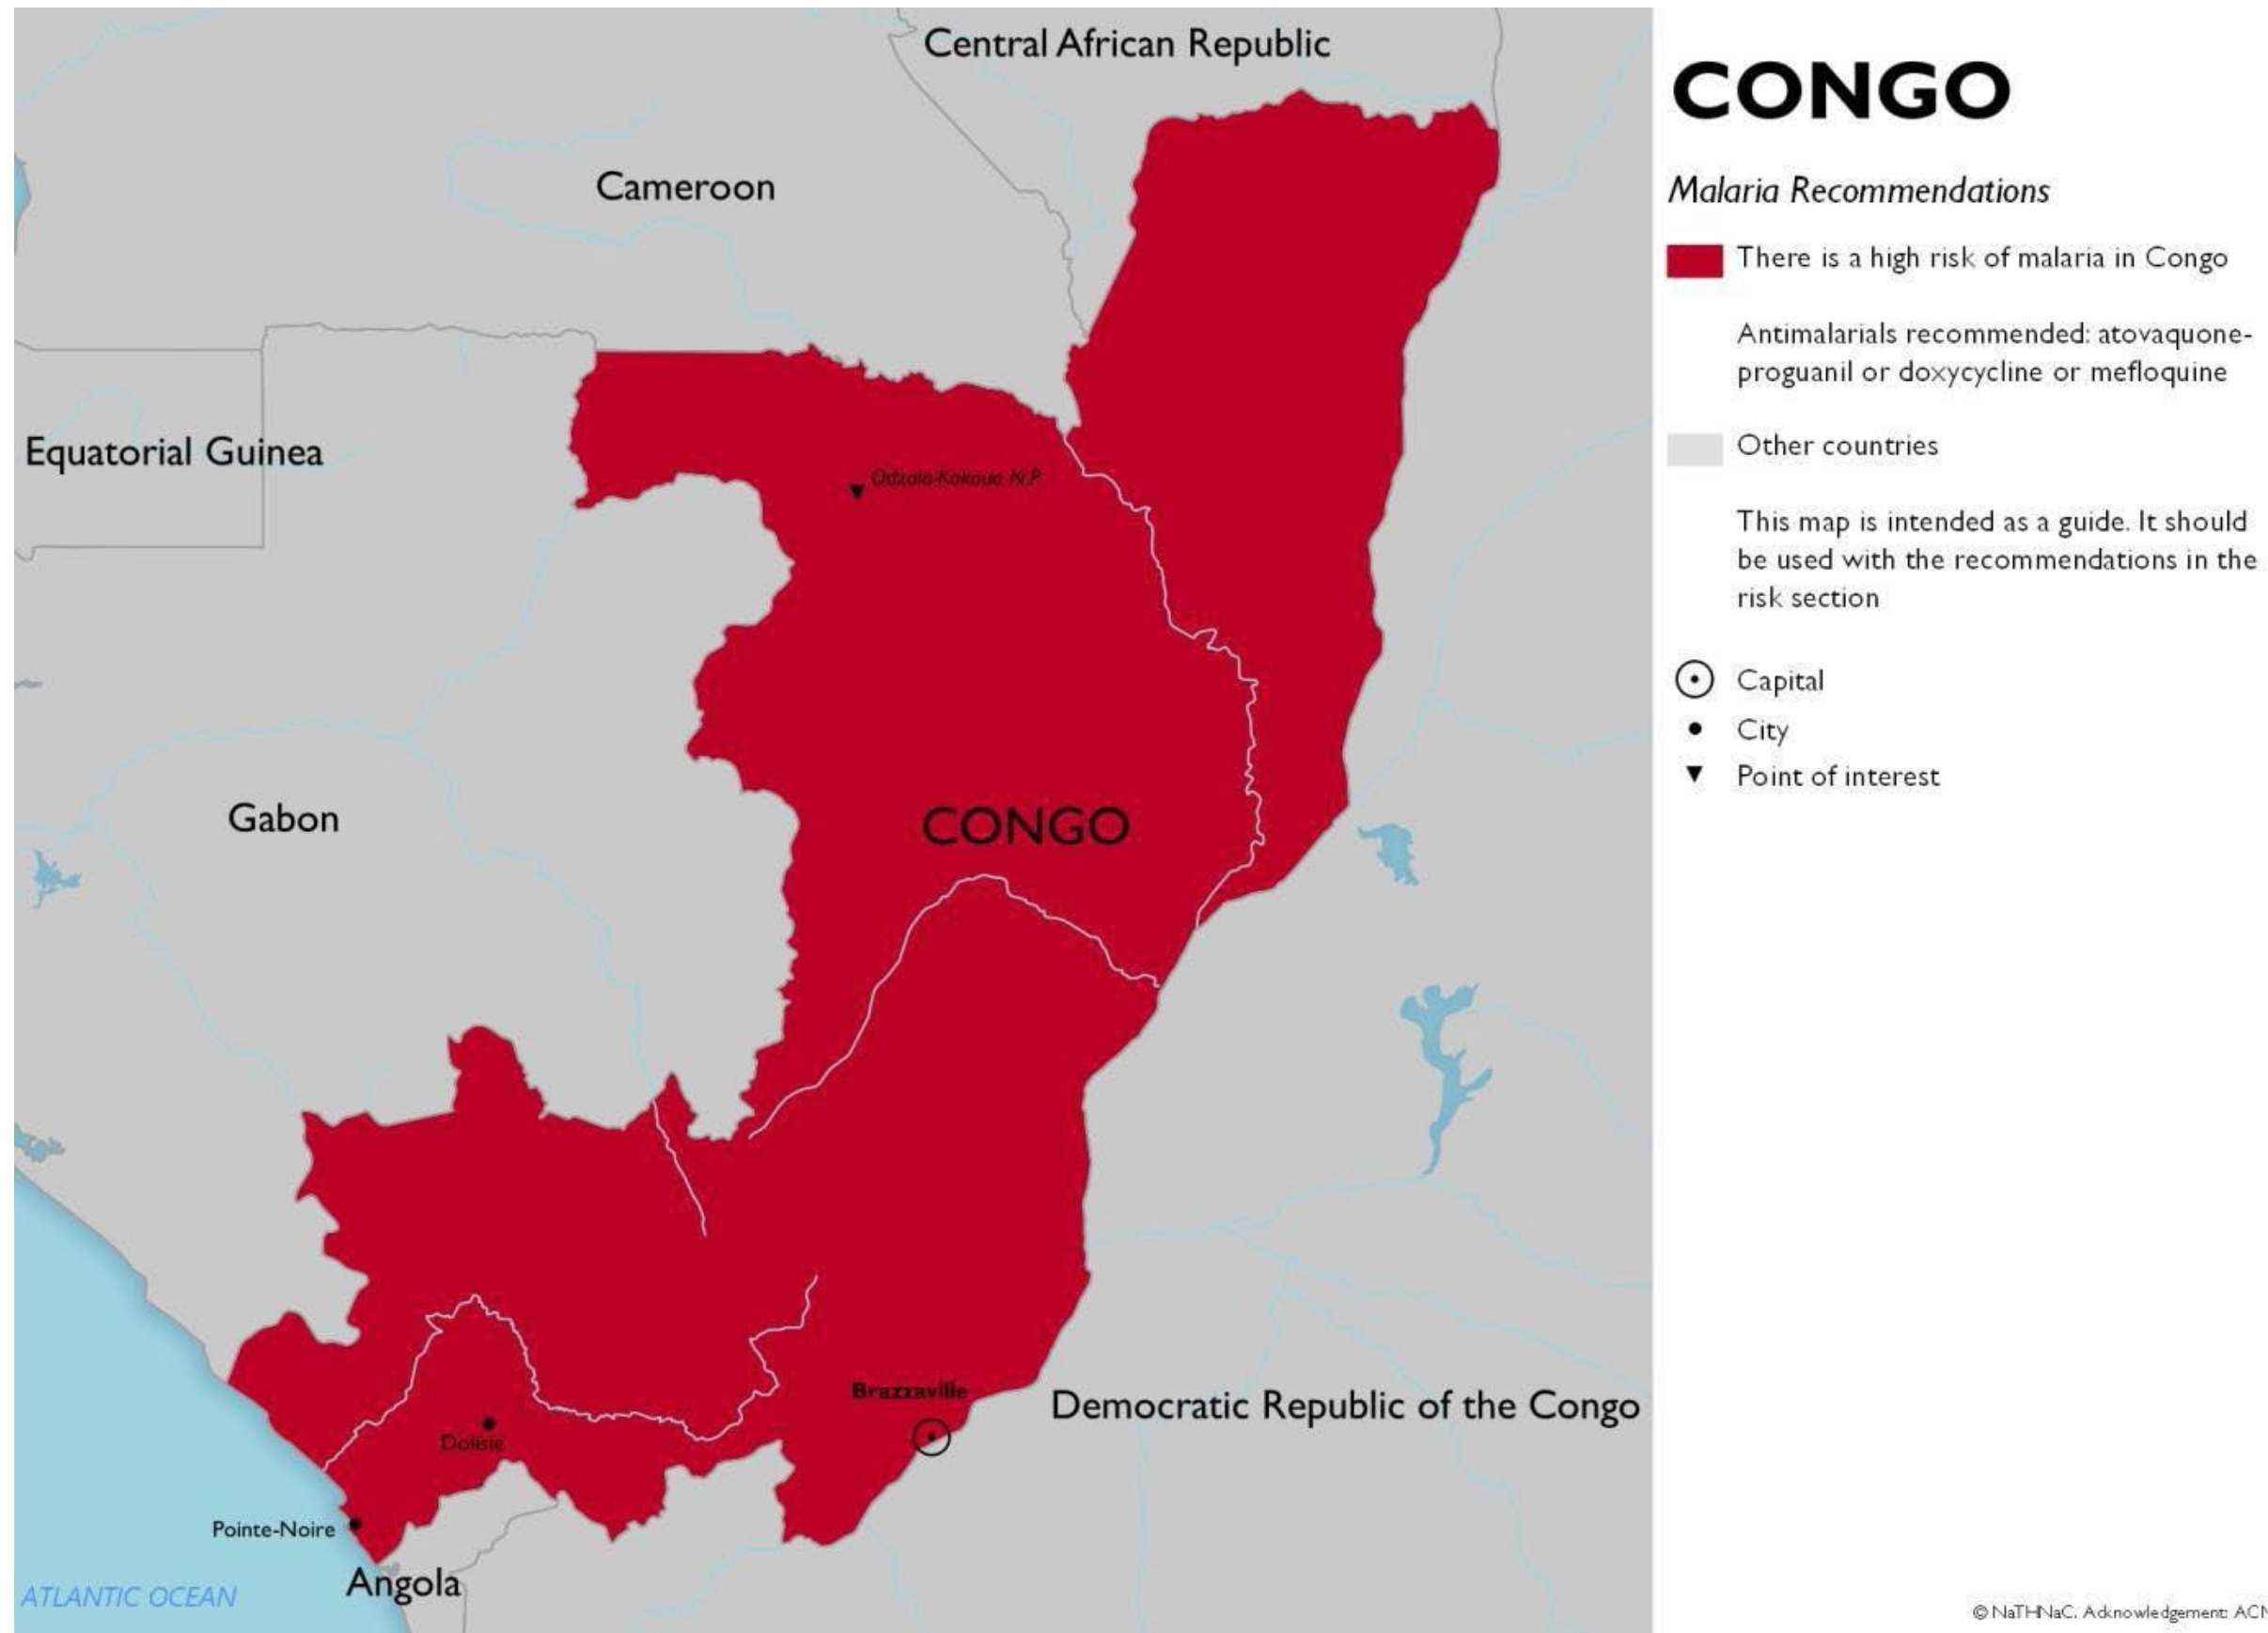 Central African Republic
Cameroon
Equatorial Guinea
Odzala-Kokoua N.P.
Gabon
CONGO
Brazzaville
Democratic Republic of the Congo
Dolisie
Pointe-Noire
Angola
ATLANTIC OCEAN
CONGO
Malaria Recommendations
There is a high risk of malaria in Congo
Antimalarials recommended: atovaquone-
proguanil or doxycycline or mefloquine
Other countries
This map is intended as a guide. It should
be used with the recommendations in the
risk section
Capital
City
Point of interest
© NaTHNaC. Acknowledgement: